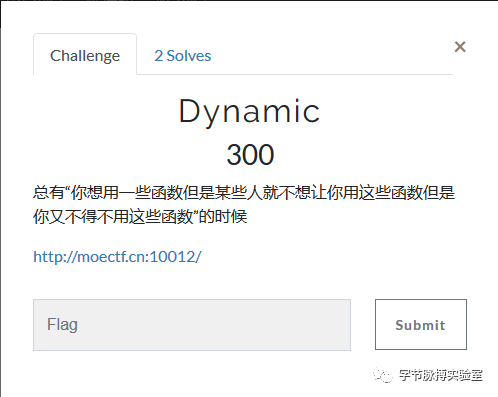 Challenge
2 Solves
×
Dynamic
300
总有“你想用一些函数但是某些人就不想让你用这些函数但是
你又不得不用这些函数”的时候
http://moectf.cn:10012/
Flag
Submit
字节脉搏实验室